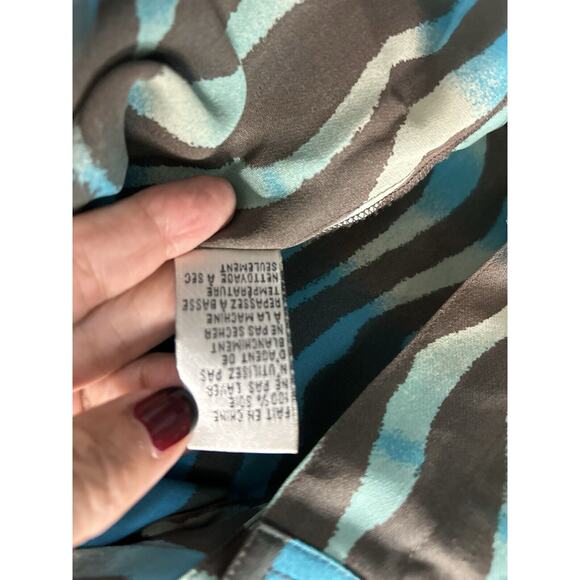 FAIT EN CHINE
100% SOIE
NE PAS LAVER
N'UTILISEZ PAS
D'AGENT DE
BLANCHIMENT
NE PAS SECHER
A LA MACHINE
REPASSEZ À BASSE
TEMPÉRATURE
NETTOYAGE À SEC
SEULEMENT